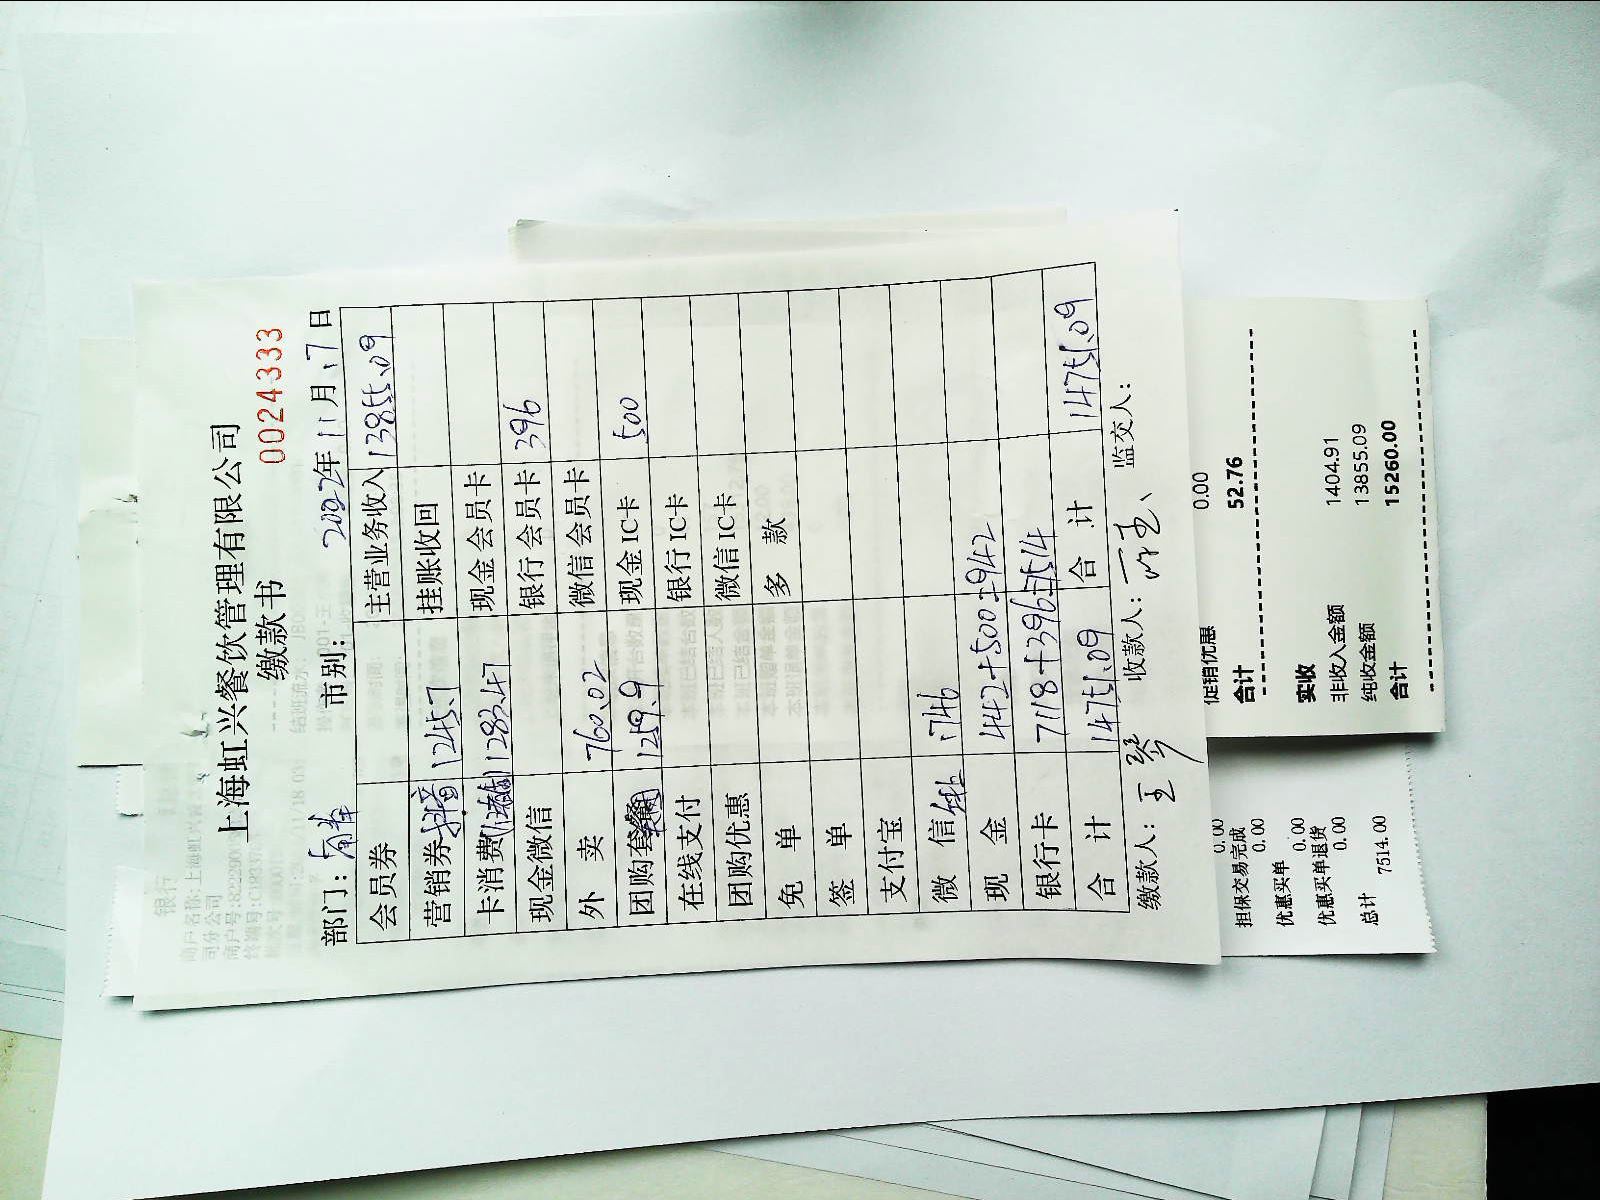 上海虹兴餐饮管理有限公司
缴款书 0024333
部门: 市别: 2022年11月17日
会员券 主营业务收入 13855.09
营销券 抖音 1245.7 挂账收回
卡消费 1283.47 现金会员卡
现金微信 银行会员卡 396
外 卖 760.02 微信会员卡
团购套餐 1259.9 现金IC卡 500
在线支付 银行IC卡
团购优惠 微信IC卡
免 单 多 款
签 单
支付宝
微 信 1746
现 金 442+500=942
银行卡 7118+396=7514
合 计 14751.09 合 计 14751.09
缴款人: 王琴 收款人: 监交人:
促销优惠 0.00
合计 52.76
实收
非收入金额 1404.91
纯收金额 13855.09
合计 15260.00
0.00
担保交易完成
0.00
优惠买单
0.00
优惠买单退货
0.00
总计 7514.00